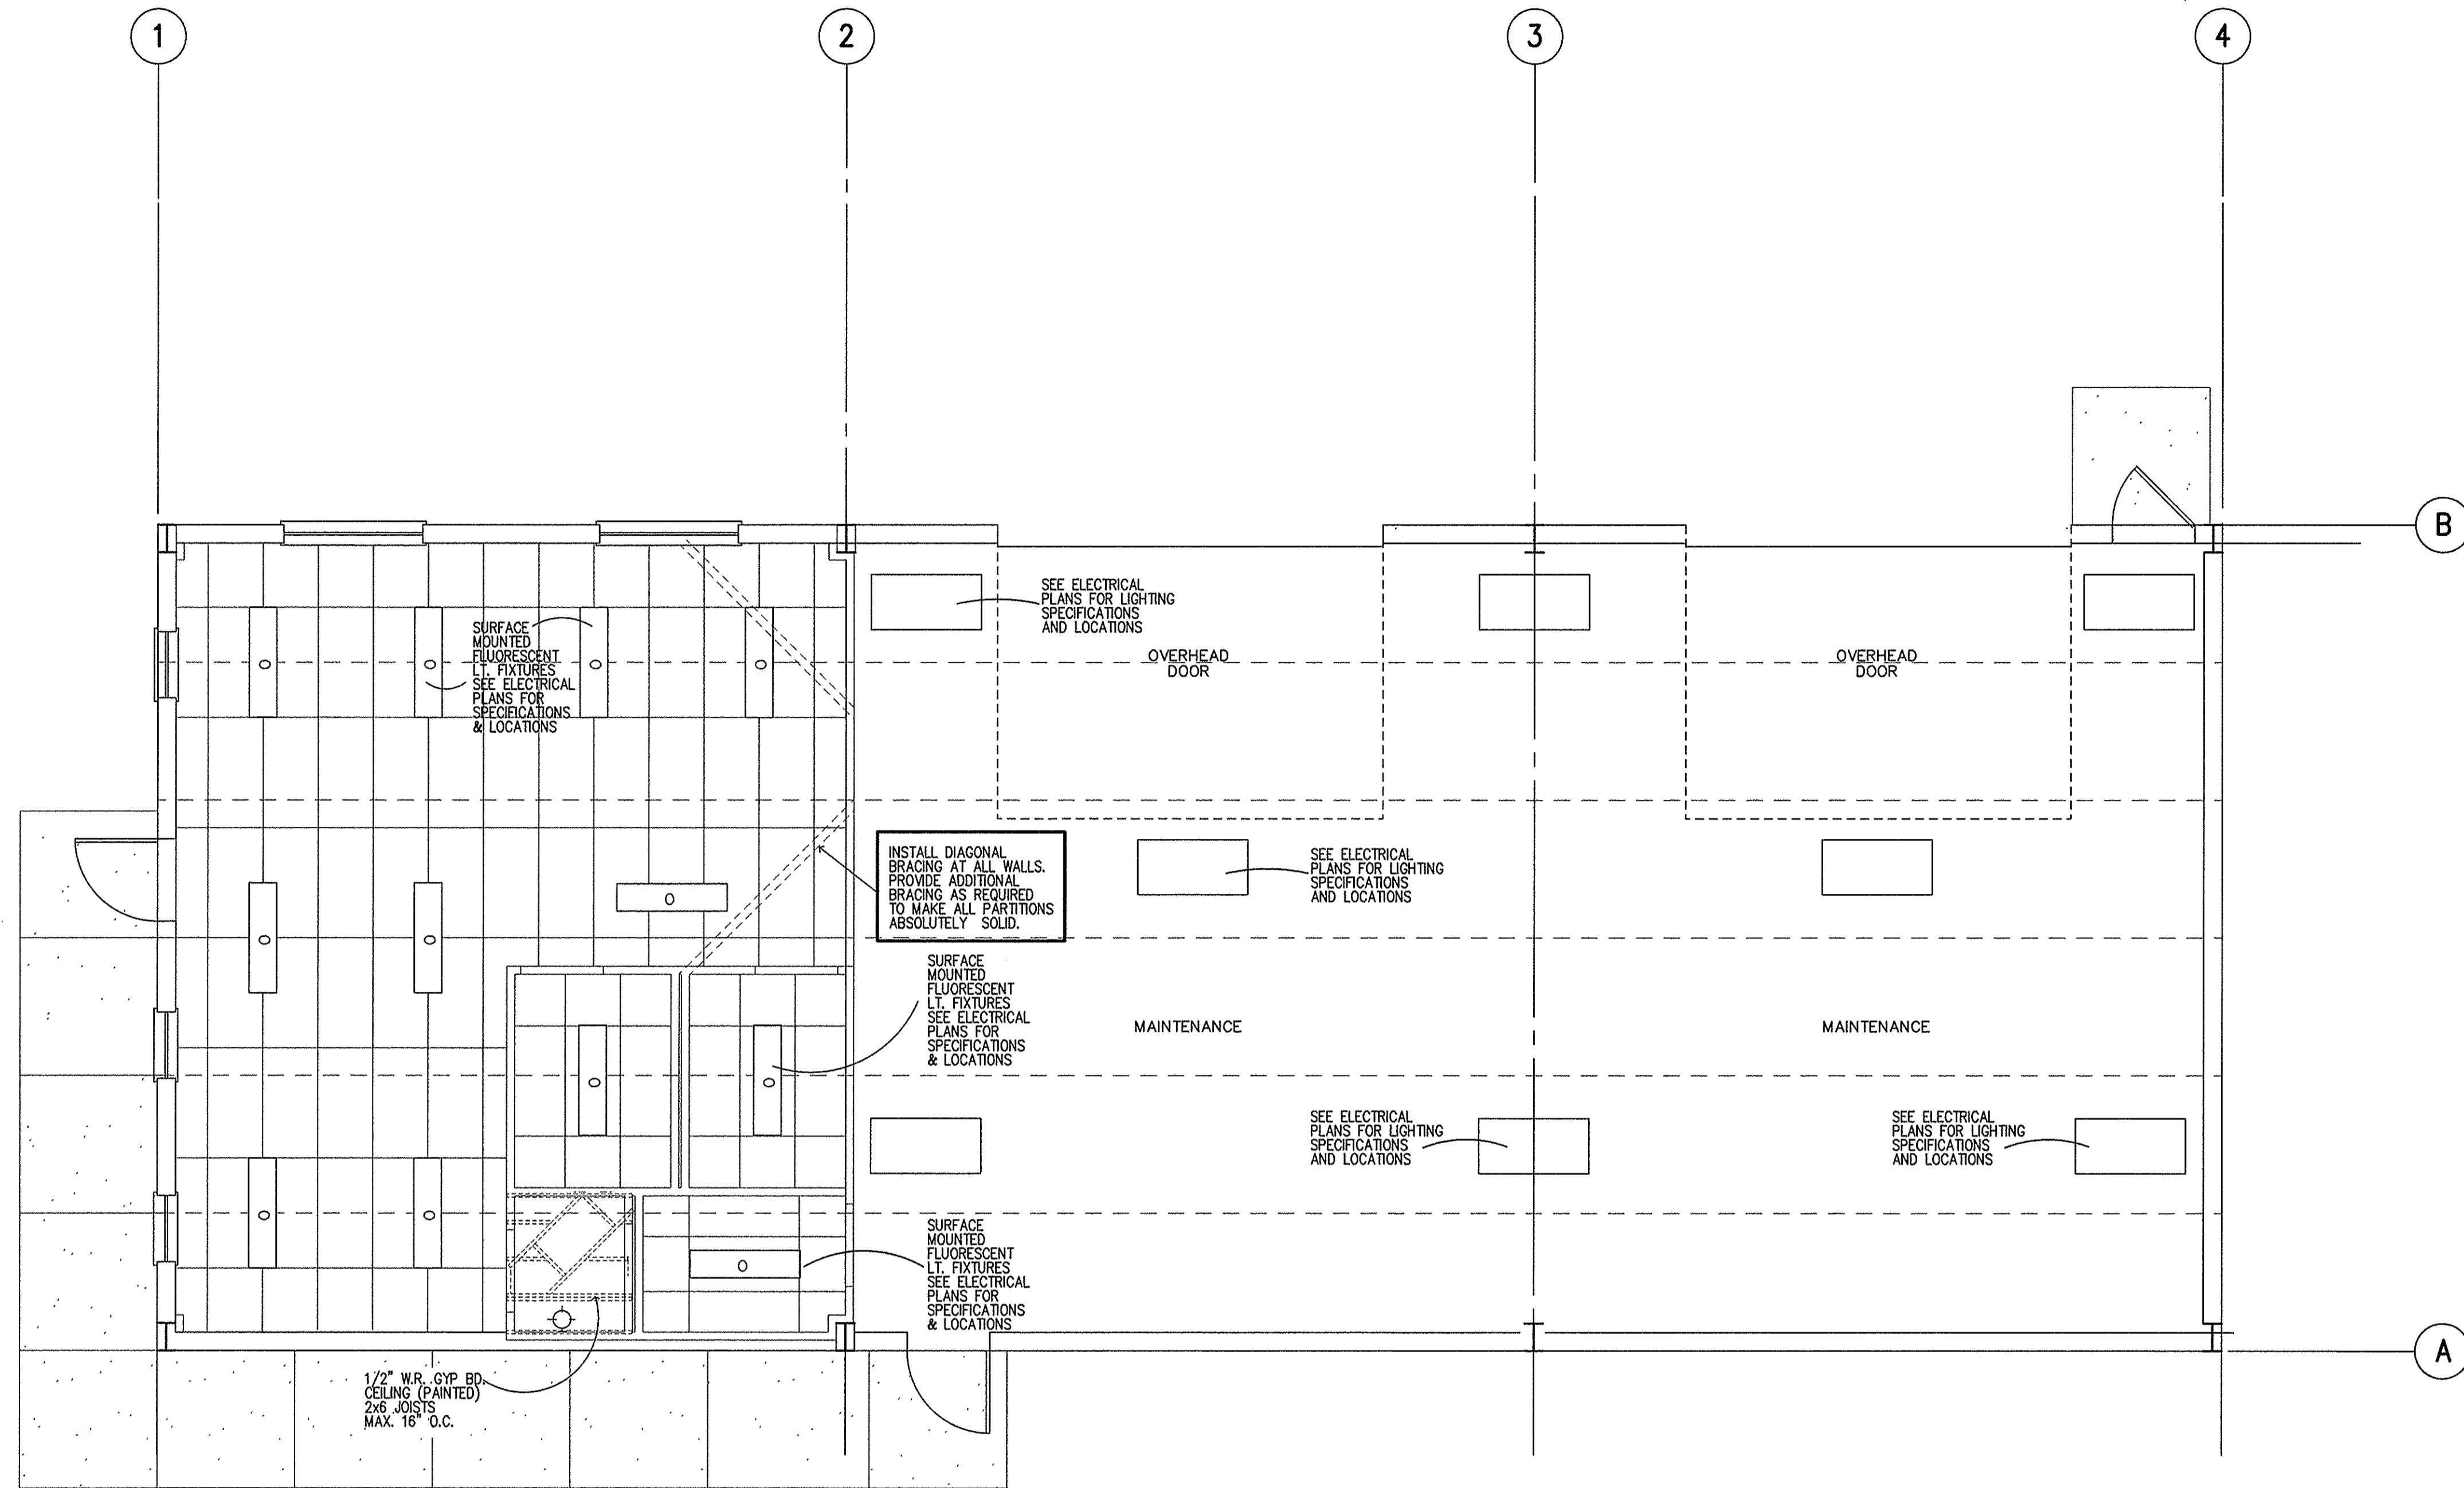 1
2
3
4
B
SEE ELECTRICAL
PLANS FOR LIGHTING
SPECIFICATIONS
AND LOCATIONS
SURFACE
MOUNTED
FLUORESCENT
LT. FIXTURES
SEE ELECTRICAL
PLANS FOR
SPECIFICATIONS
& LOCATIONS
OVERHEAD
DOOR
OVERHEAD
DOOR
INSTALL DIAGONAL
BRACING AT ALL WALLS.
PROVIDE ADDITIONAL
BRACING AS REQUIRED
TO MAKE ALL PARTITIONS
ABSOLUTELY SOLID.
SEE ELECTRICAL
PLANS FOR LIGHTING
SPECIFICATIONS
AND LOCATIONS
SURFACE
MOUNTED
FLUORESCENT
LT. FIXTURES
SEE ELECTRICAL
PLANS FOR
SPECIFICATIONS
& LOCATIONS
MAINTENANCE
MAINTENANCE
SEE ELECTRICAL
PLANS FOR LIGHTING
SPECIFICATIONS
AND LOCATIONS
SEE ELECTRICAL
PLANS FOR LIGHTING
SPECIFICATIONS
AND LOCATIONS
SURFACE
MOUNTED
FLUORESCENT
LT. FIXTURES
SEE ELECTRICAL
PLANS FOR
SPECIFICATIONS
& LOCATIONS
A
1/2" W.R. GYP BD.
CEILING (PAINTED)
2x6 JOISTS
MAX. 16" O.C.